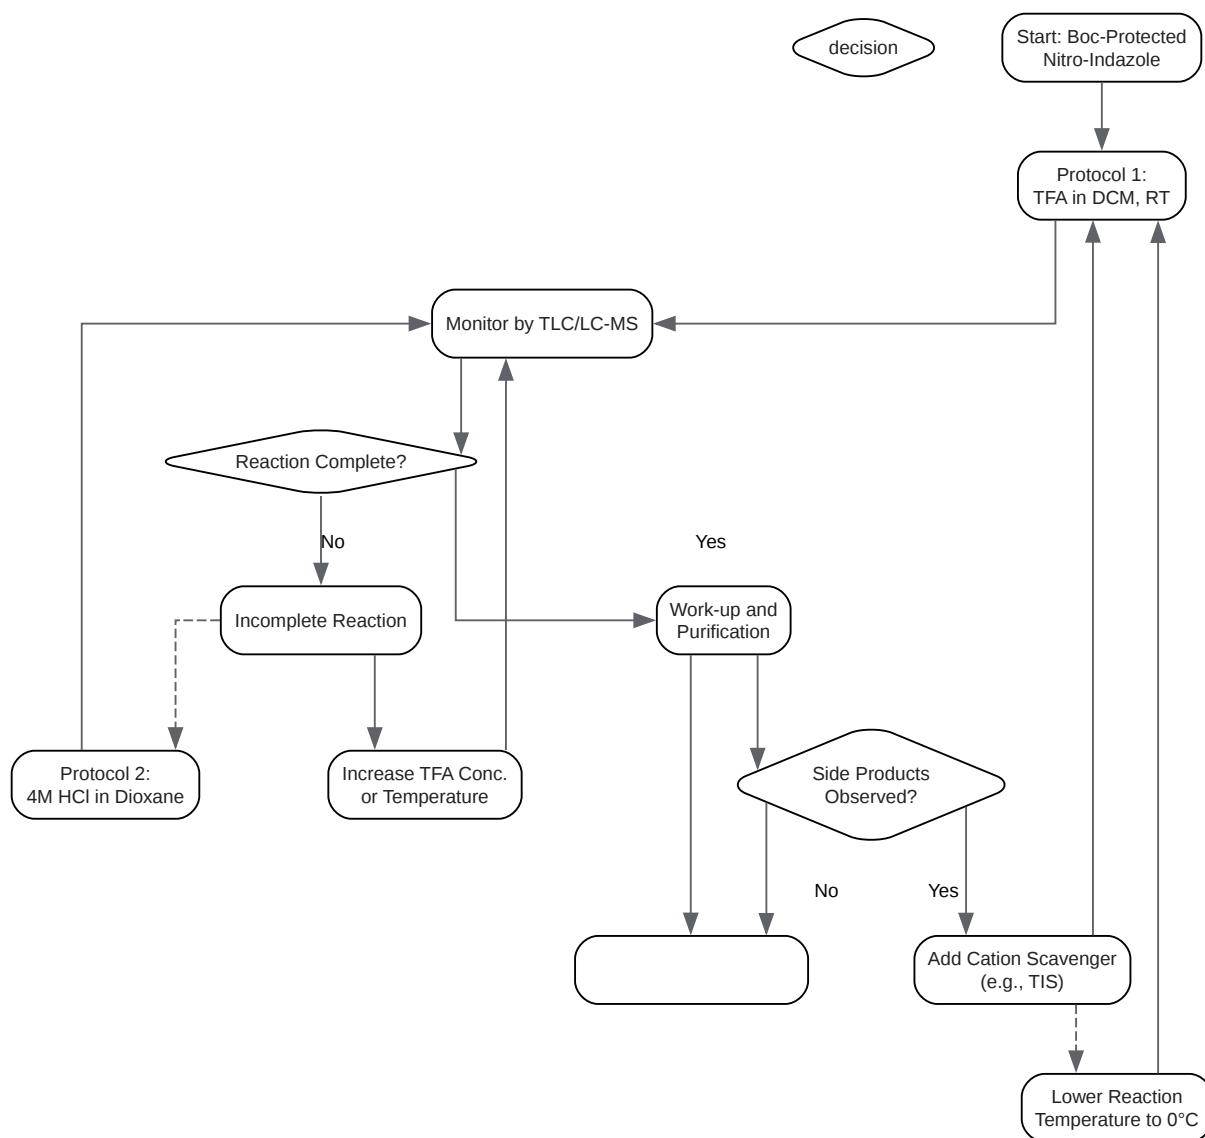 decision
Start: Boc-Protected
Nitro-Indazole
Protocol 1:
TFA in DCM, RT
Monitor by TLC/LC-MS
Reaction Complete?
No
Yes
Incomplete Reaction
Work-up and
Purification
Protocol 2:
4M HCl in Dioxane
Increase TFA Conc.
or Temperature
Side Products
Observed?
No
Yes
Add Cation Scavenger
(e.g., TIS)
Lower Reaction
Temperature to 0°C